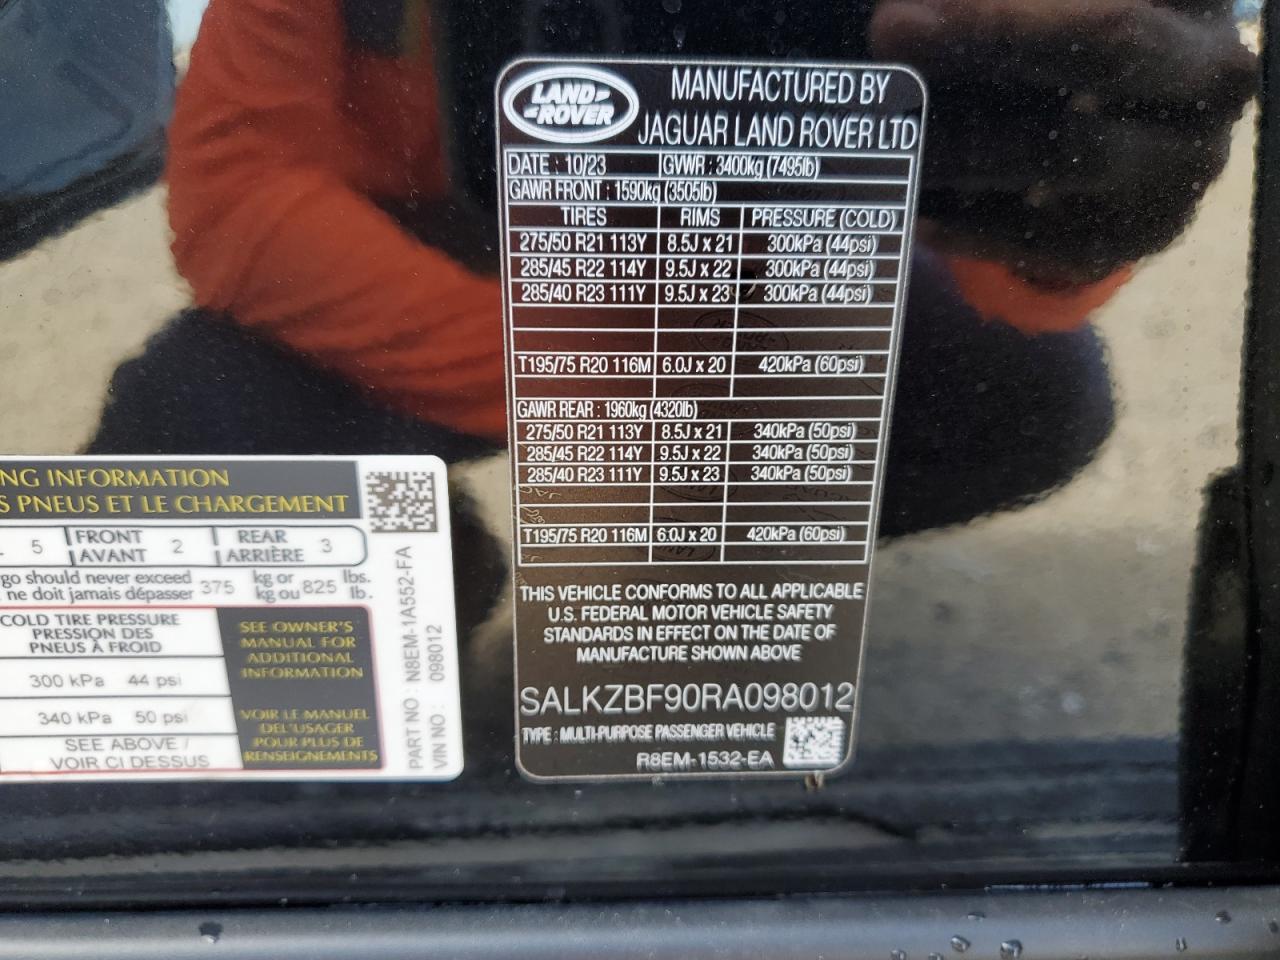 LAND
ROVER
MANUFACTURED BY
JAGUAR LAND ROVER LTD
DATE : 10/23 GVWR : 3400kg (7495lb)
GAWR FRONT : 1590kg (3505lb)
TIRES RIMS PRESSURE (COLD)
275/50 R21 113Y 8.5J x 21 300kPa (44psi)
285/45 R22 114Y 9.5J x 22 300kPa (44psi)
285/40 R23 111Y 9.5J x 23 300kPa (44psi)
T195/75 R20 116M 6.0J x 20 420kPa (60psi)
GAWR REAR : 1960kg (4320lb)
275/50 R21 113Y 8.5J x 21 340kPa (50psi)
285/45 R22 114Y 9.5J x 22 340kPa (50psi)
285/40 R23 111Y 9.5J x 23 340kPa (50psi)
T195/75 R20 116M 6.0J x 20 420kPa (60psi)
THIS VEHICLE CONFORMS TO ALL APPLICABLE
U.S. FEDERAL MOTOR VEHICLE SAFETY
STANDARDS IN EFFECT ON THE DATE OF
MANUFACTURE SHOWN ABOVE
SALKZBF90RA098012
TYPE : MULTI-PURPOSE PASSENGER VEHICLE
R8EM-1532-EA
NG INFORMATION
S PNEUS ET LE CHARGEMENT
5 FRONT 2 REAR 3
AVANT ARRIÈRE
go should never exceed 375 kg or 825 lbs.
ne doit jamais dépasser kg ou lb.
COLD TIRE PRESSURE
PRESSION DES
PNEUS À FROID
300 kPa 44 psi
340 kPa 50 psi
SEE ABOVE /
VOIR CI DESSUS
SEE OWNER'S
MANUAL FOR
ADDITIONAL
INFORMATION
VOIR LE MANUEL
DE L'USAGER
POUR PLUS DE
RENSEIGNEMENTS
PART NO : N8EM-1A552-FA
VIN NO : 098012